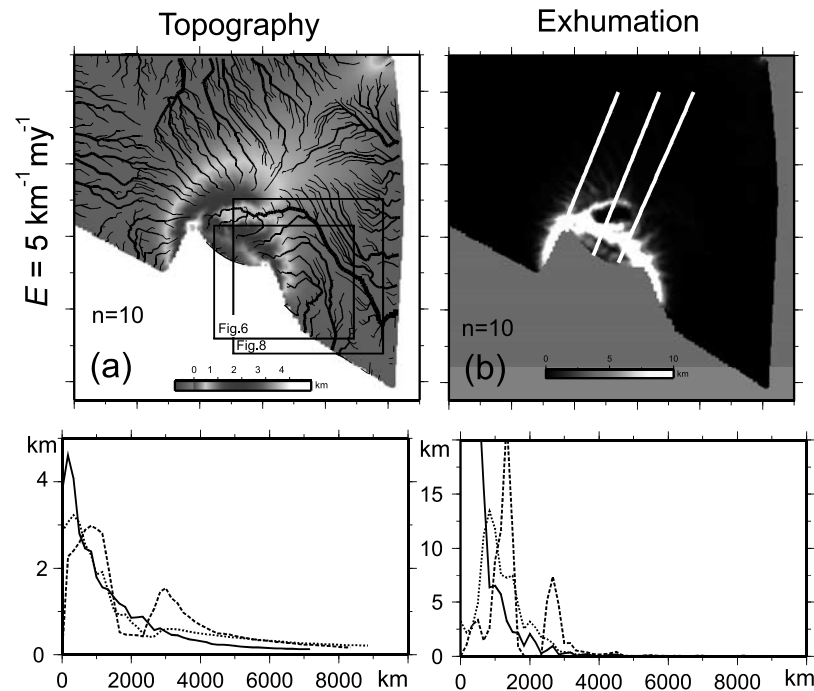 Topography
Exhumation
E = 5 km-1 my-1
n=10
(a)
Fig.6
Fig.8
0 1 2 3 4
km
n=10
(b)
0 5 10
km
km
4
2
0
0 2000 4000 6000 8000 km
km
15
10
5
0
0 2000 4000 6000 8000 km